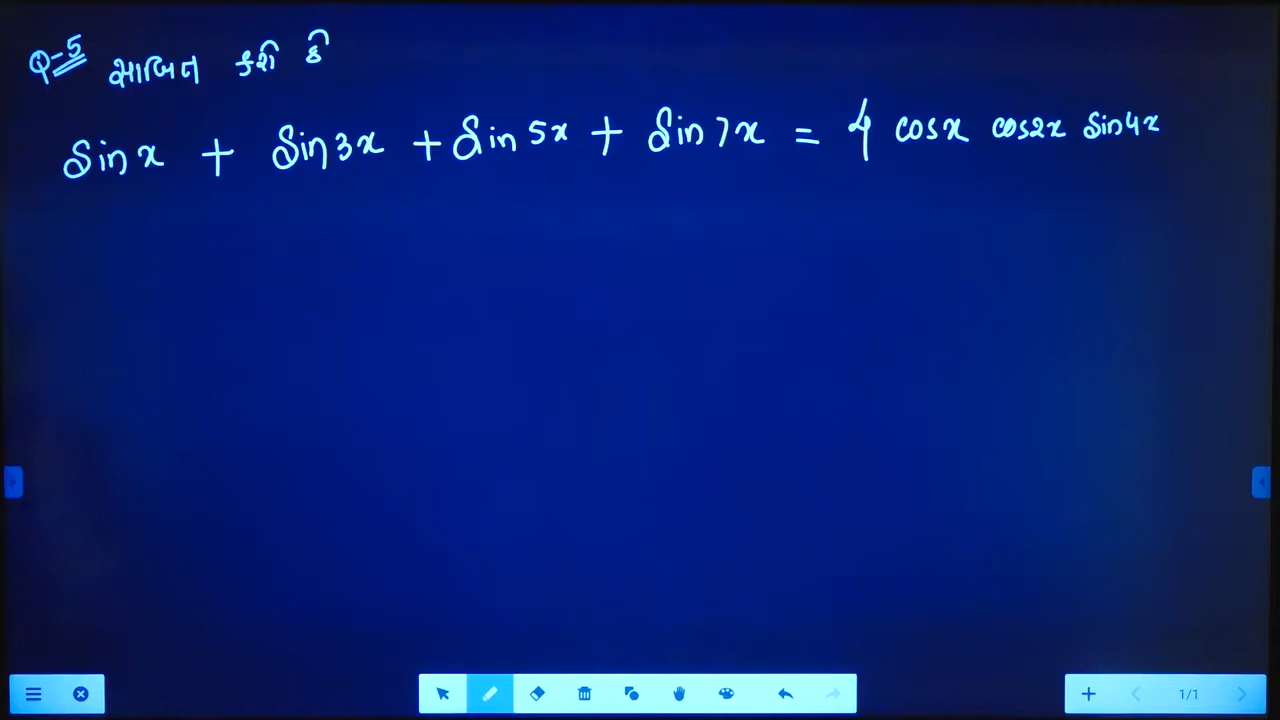 Q-5 સાબિત કરો કે
sin x + sin 3x + sin 5x + sin 7x = 4 cos x cos 2x sin 4x
1/1